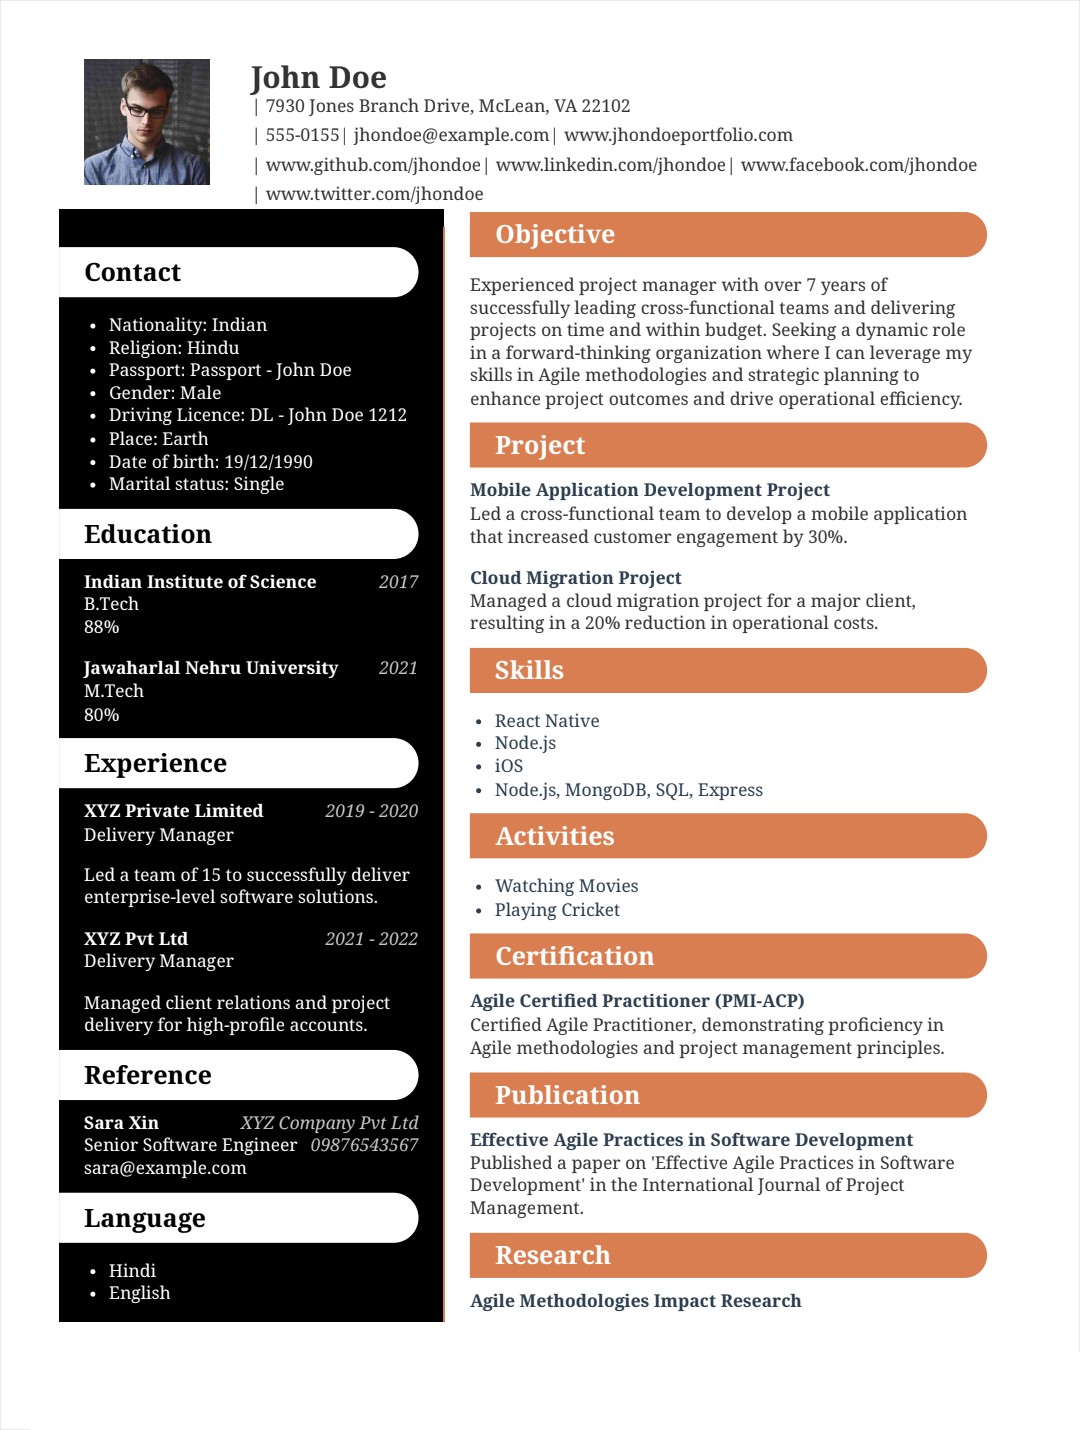 John Doe
| 7930 Jones Branch Drive, McLean, VA 22102
| 555-0155| jhondoe@example.com| www.jhondoeportfolio.com
| www.github.com/jhondoe| www.linkedin.com/jhondoe| www.facebook.com/jhondoe
| www.twitter.com/jhondoe
Contact
• Nationality: Indian
• Religion: Hindu
• Passport: Passport - John Doe
• Gender: Male
• Driving Licence: DL - John Doe 1212
• Place: Earth
• Date of birth: 19/12/1990
• Marital status: Single
Education
Indian Institute of Science 2017
B.Tech
88%
Jawaharlal Nehru University 2021
M.Tech
80%
Experience
XYZ Private Limited 2019 - 2020
Delivery Manager
Led a team of 15 to successfully deliver
enterprise-level software solutions.
XYZ Pvt Ltd 2021 - 2022
Delivery Manager
Managed client relations and project
delivery for high-profile accounts.
Reference
Sara Xin XYZ Company Pvt Ltd
Senior Software Engineer 09876543567
sara@example.com
Language
• Hindi
• English
Objective
Experienced project manager with over 7 years of
successfully leading cross-functional teams and delivering
projects on time and within budget. Seeking a dynamic role
in a forward-thinking organization where I can leverage my
skills in Agile methodologies and strategic planning to
enhance project outcomes and drive operational efficiency.
Project
Mobile Application Development Project
Led a cross-functional team to develop a mobile application
that increased customer engagement by 30%.
Cloud Migration Project
Managed a cloud migration project for a major client,
resulting in a 20% reduction in operational costs.
Skills
• React Native
• Node.js
• iOS
• Node.js, MongoDB, SQL, Express
Activities
• Watching Movies
• Playing Cricket
Certification
Agile Certified Practitioner (PMI-ACP)
Certified Agile Practitioner, demonstrating proficiency in
Agile methodologies and project management principles.
Publication
Effective Agile Practices in Software Development
Published a paper on 'Effective Agile Practices in Software
Development' in the International Journal of Project
Management.
Research
Agile Methodologies Impact Research